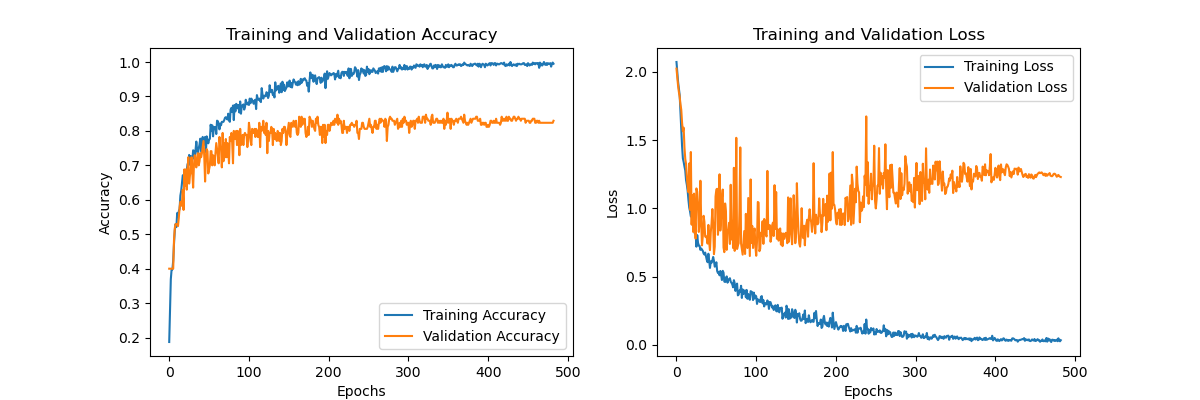 Training and Validation Accuracy
Accuracy
1.0
0.9
0.8
0.7
0.6
0.5
0.4
0.3
0.2
Training Accuracy
Validation Accuracy
0 100 200 300 400 500
Epochs
Training and Validation Loss
Loss
2.0
1.5
1.0
0.5
0.0
Training Loss
Validation Loss
0 100 200 300 400 500
Epochs